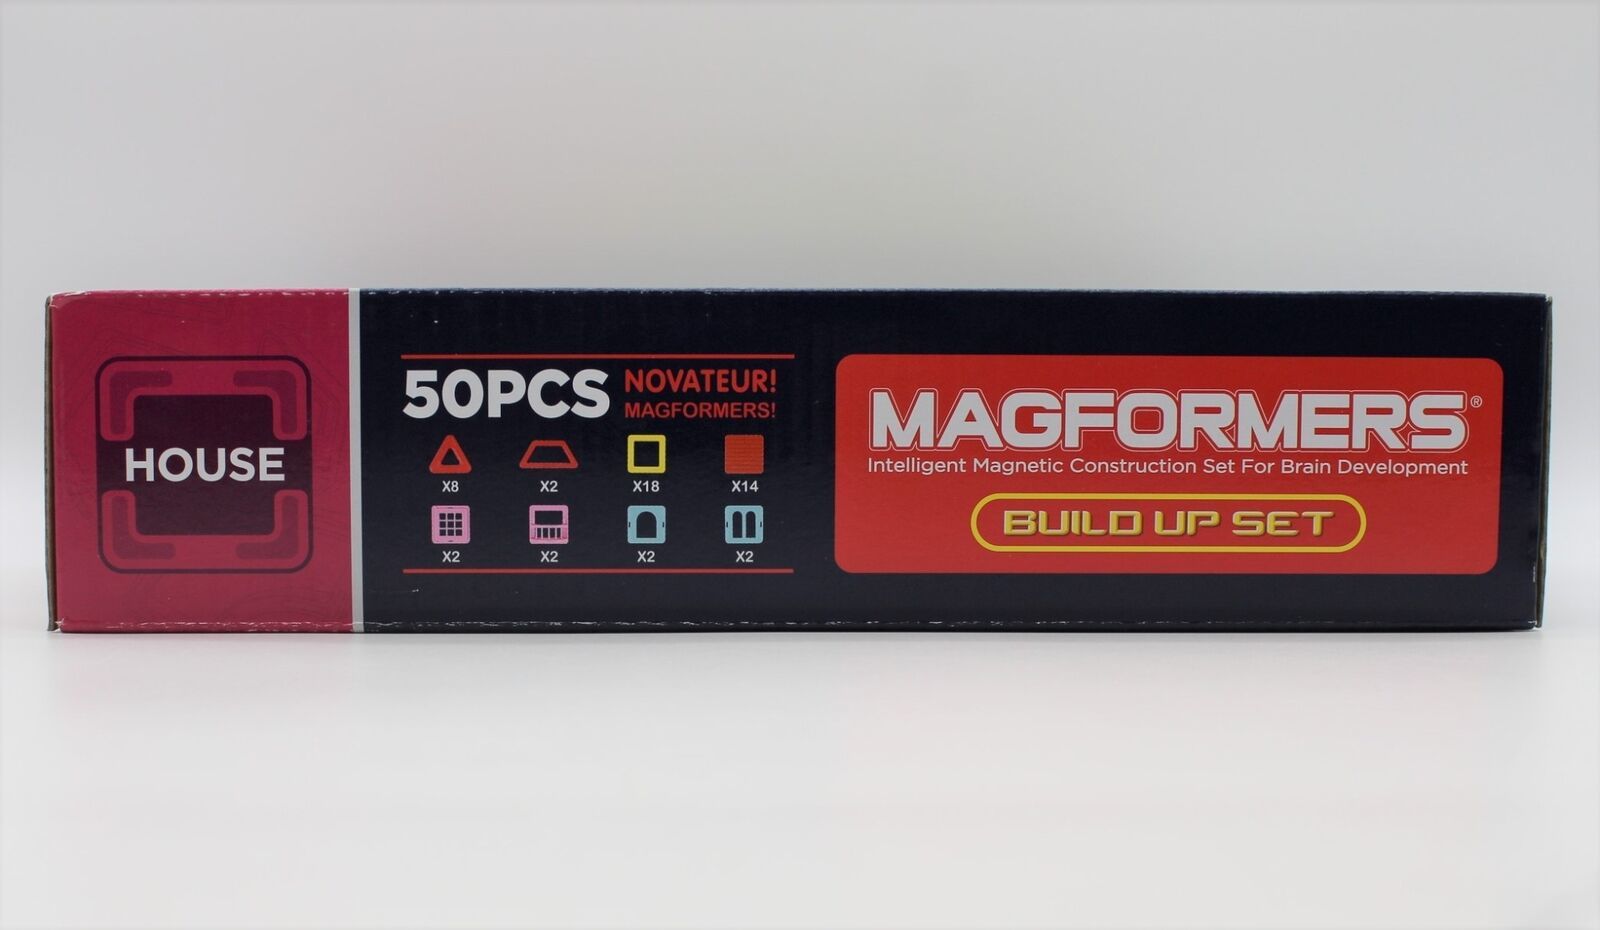 HOUSE
50PCS
NOVATEUR!
MAGFORMERS!
X8 X2 X18 X14
X2 X2 X2 X2
MAGFORMERS®
Intelligent Magnetic Construction Set For Brain Development
BUILD UP SET